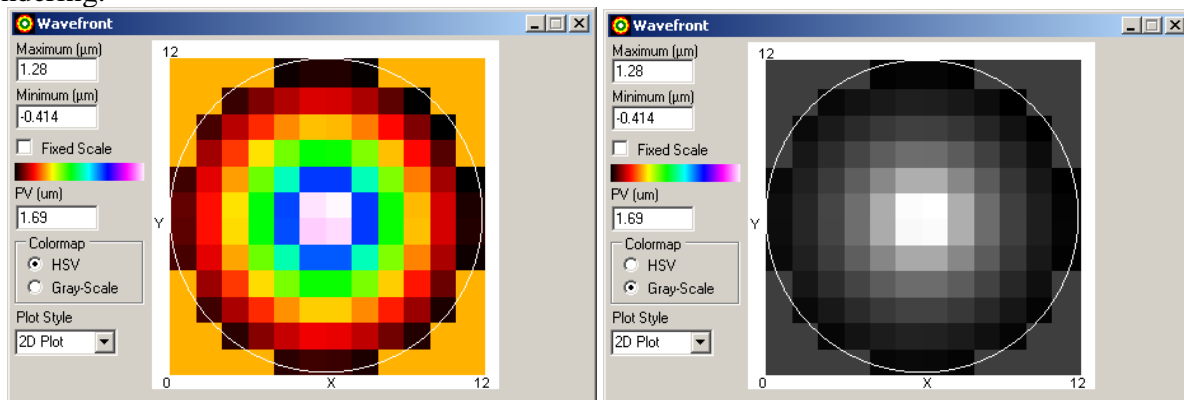 ndering.
Wavefront
Maximum (µm)
1.28
Minimum (µm)
-0.414
Fixed Scale
PV (um)
1.69
Colormap
HSV
Gray-Scale
Plot Style
2D Plot
12
Y
0 X 12
Wavefront
Maximum (µm)
1.28
Minimum (µm)
-0.414
Fixed Scale
PV (um)
1.69
Colormap
HSV
Gray-Scale
Plot Style
2D Plot
12
Y
0 X 12